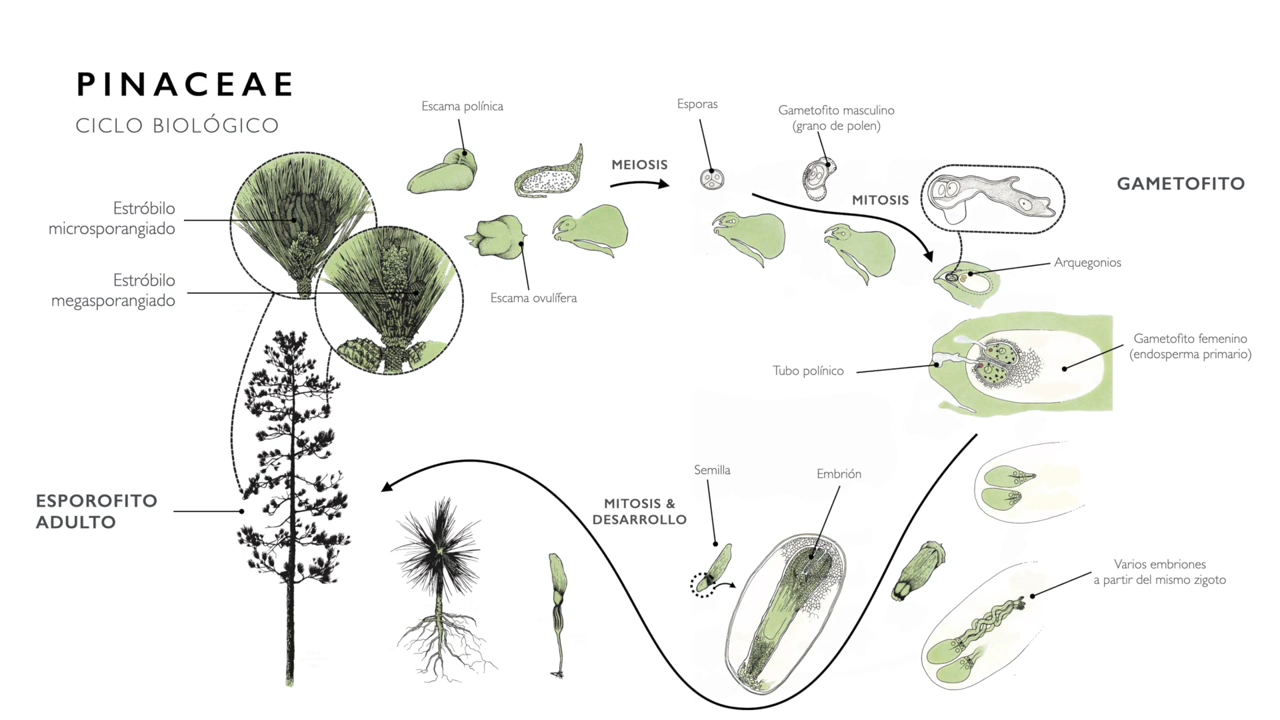 PINACEAE
CICLO BIOLÓGICO
Escama polínica
Esporas
Gametofito masculino
(grano de polen)
MEIOSIS
MITOSIS
GAMETOFITO
Estróbilo
microsporangiado
Estróbilo
megasporangiado
Escama ovulífera
Arquegonios
Gametofito femenino
(endosperma primario)
Tubo polínico
Semilla
Embrión
ESPOROFITO
ADULTO
MITOSIS &
DESARROLLO
Varios embriones
a partir del mismo zigoto